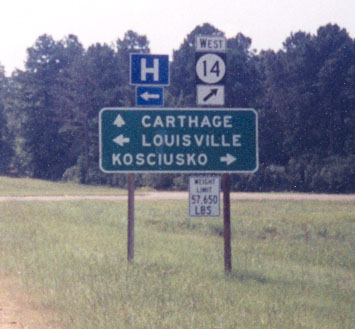 WEST
H
14
CARTHAGE
LOUISVILLE
KOSCIUSKO
WEIGHT
LIMIT
57,650
LBS